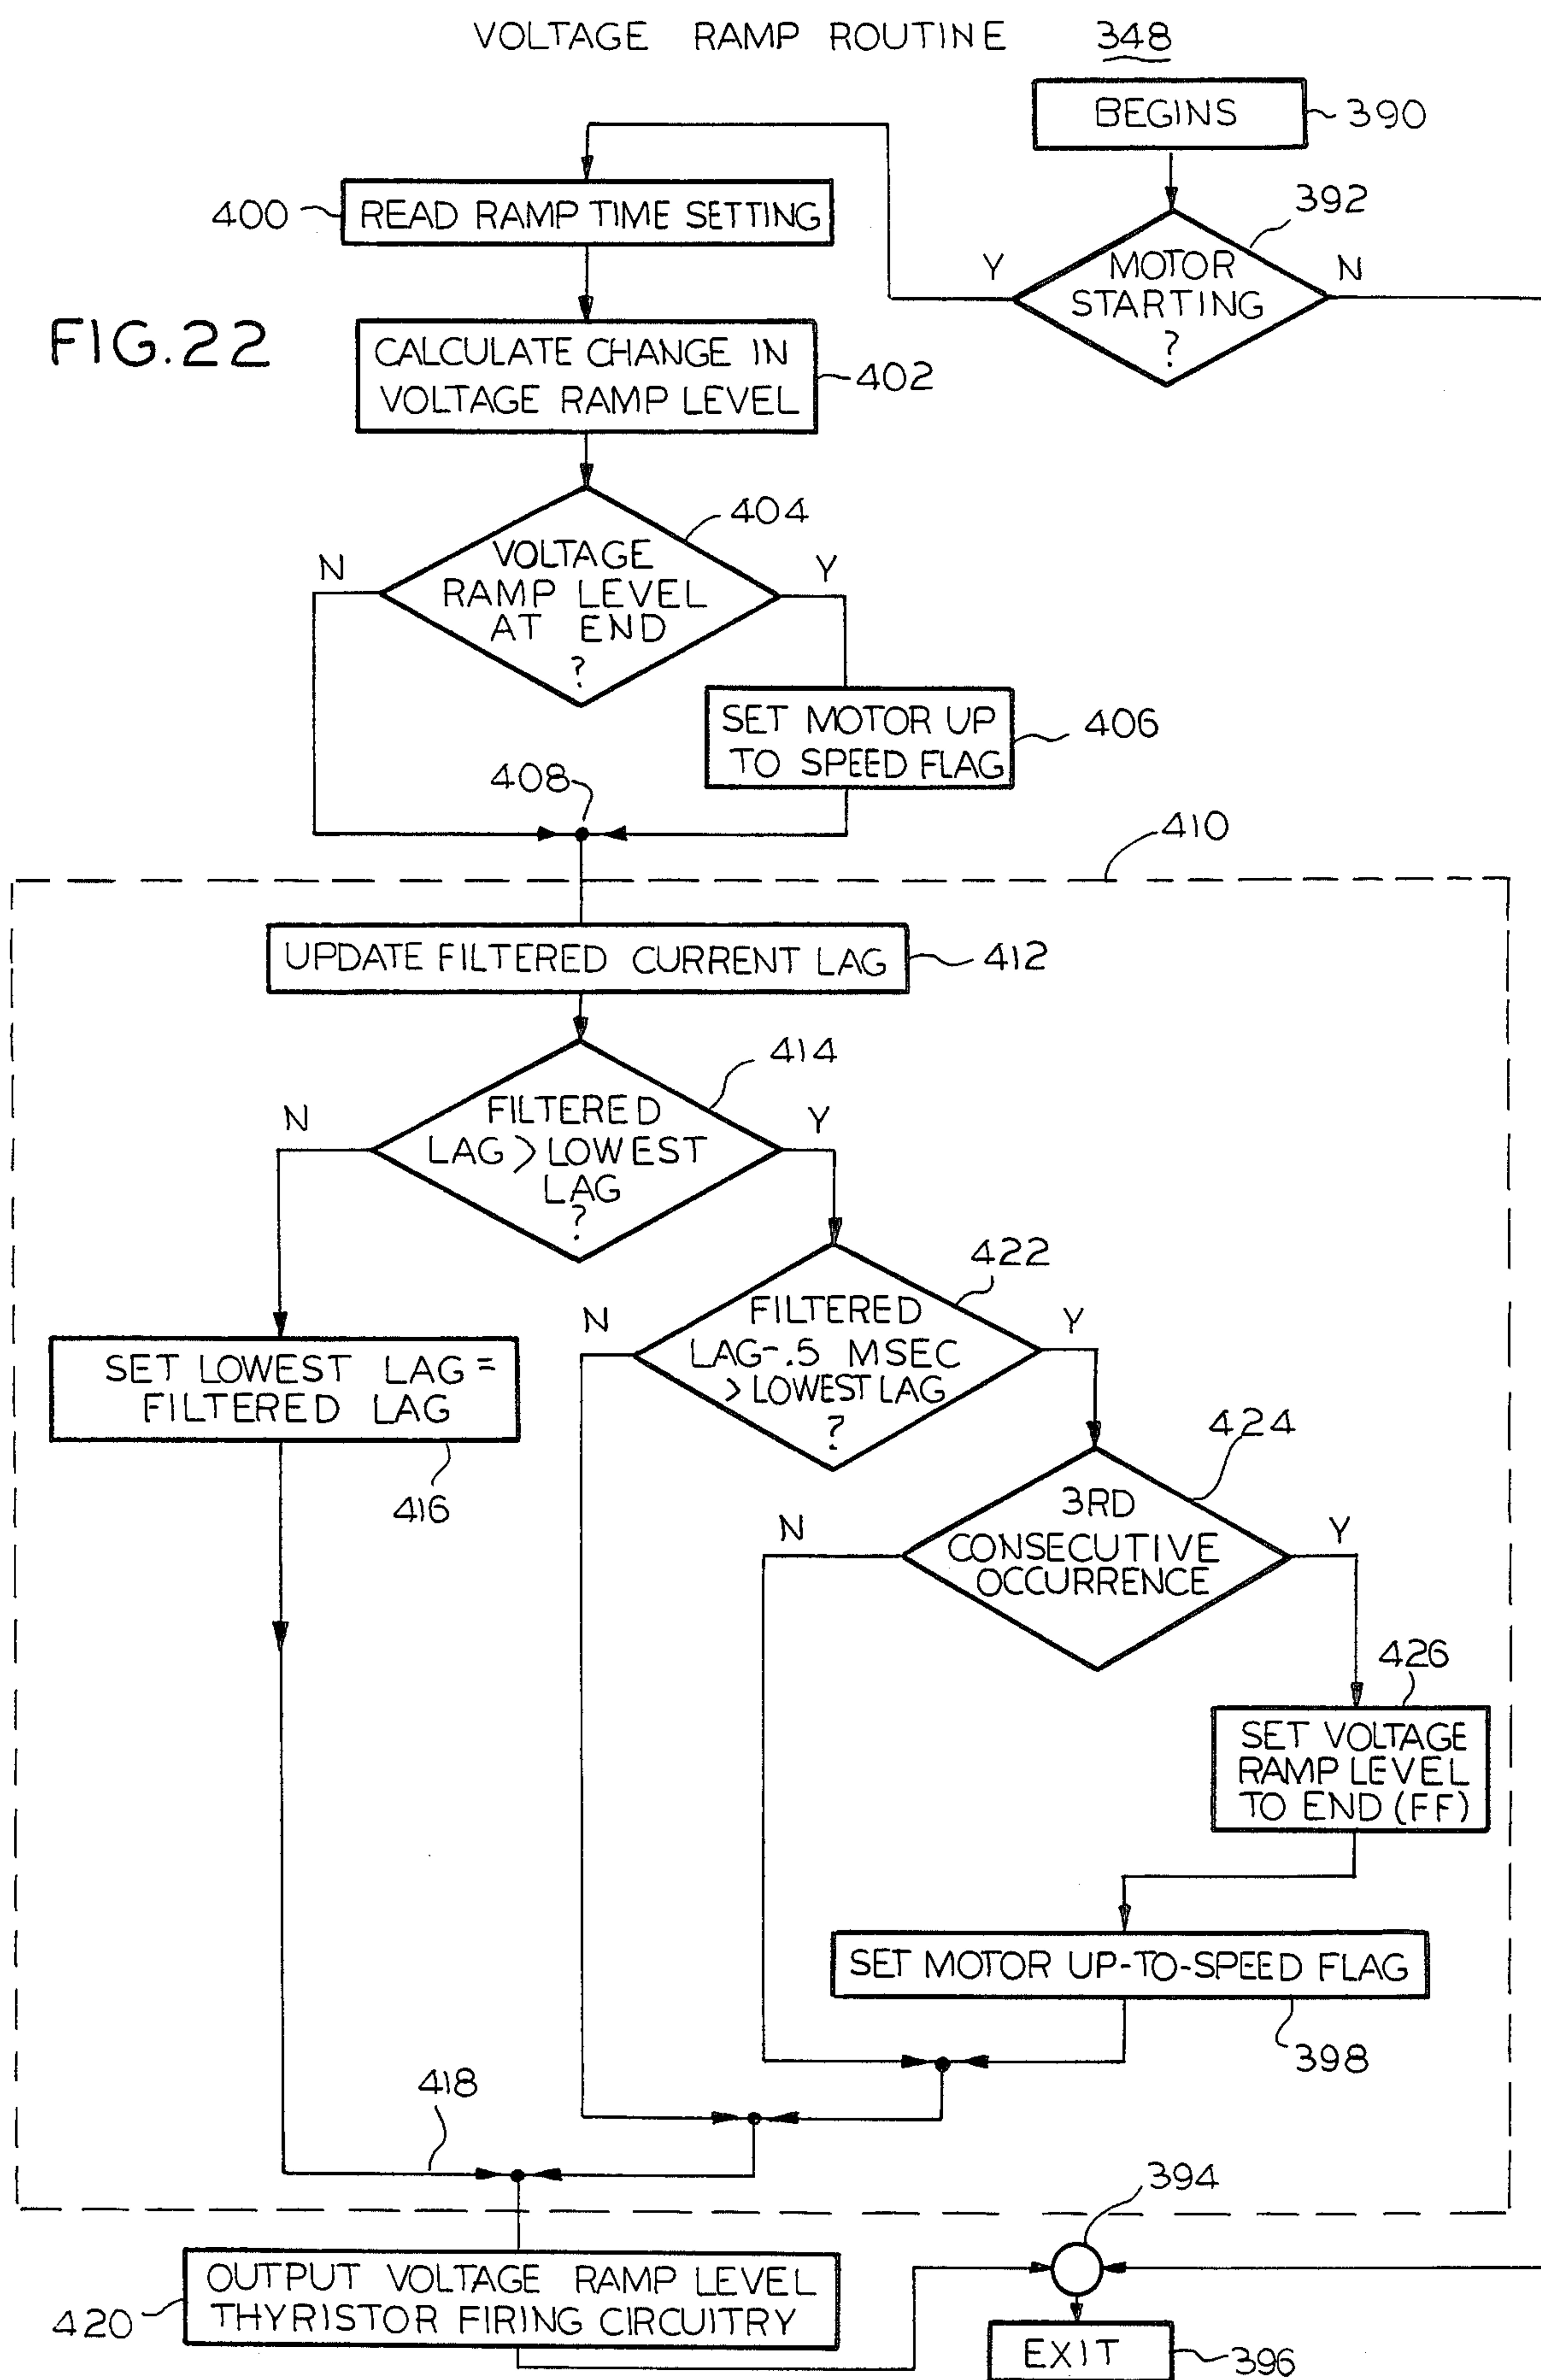 VOLTAGE RAMP ROUTINE 348
BEGINS
390
392
400
READ RAMP TIME SETTING
Y
MOTOR
STARTING
?
N
FIG.22
CALCULATE CHANGE IN
VOLTAGE RAMP LEVEL
402
404
N
VOLTAGE
RAMP LEVEL
AT END
?
Y
SET MOTOR UP
TO SPEED FLAG
406
408
410
UPDATE FILTERED CURRENT LAG
412
414
N
FILTERED
LAG > LOWEST
LAG
?
Y
422
N
FILTERED
LAG-.5 MSEC
> LOWEST LAG
?
Y
SET LOWEST LAG =
FILTERED LAG
416
424
N
3RD
CONSECUTIVE
OCCURRENCE
Y
426
SET VOLTAGE
RAMP LEVEL
TO END (FF)
SET MOTOR UP-TO-SPEED FLAG
398
418
394
OUTPUT VOLTAGE RAMP LEVEL
THYRISTOR FIRING CIRCUITRY
420
EXIT
396